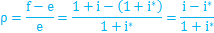 ρ = (f − e)/e = (1 + i − (1 + i*))/(1 + i*) = (i − i*)/(1 + i*)